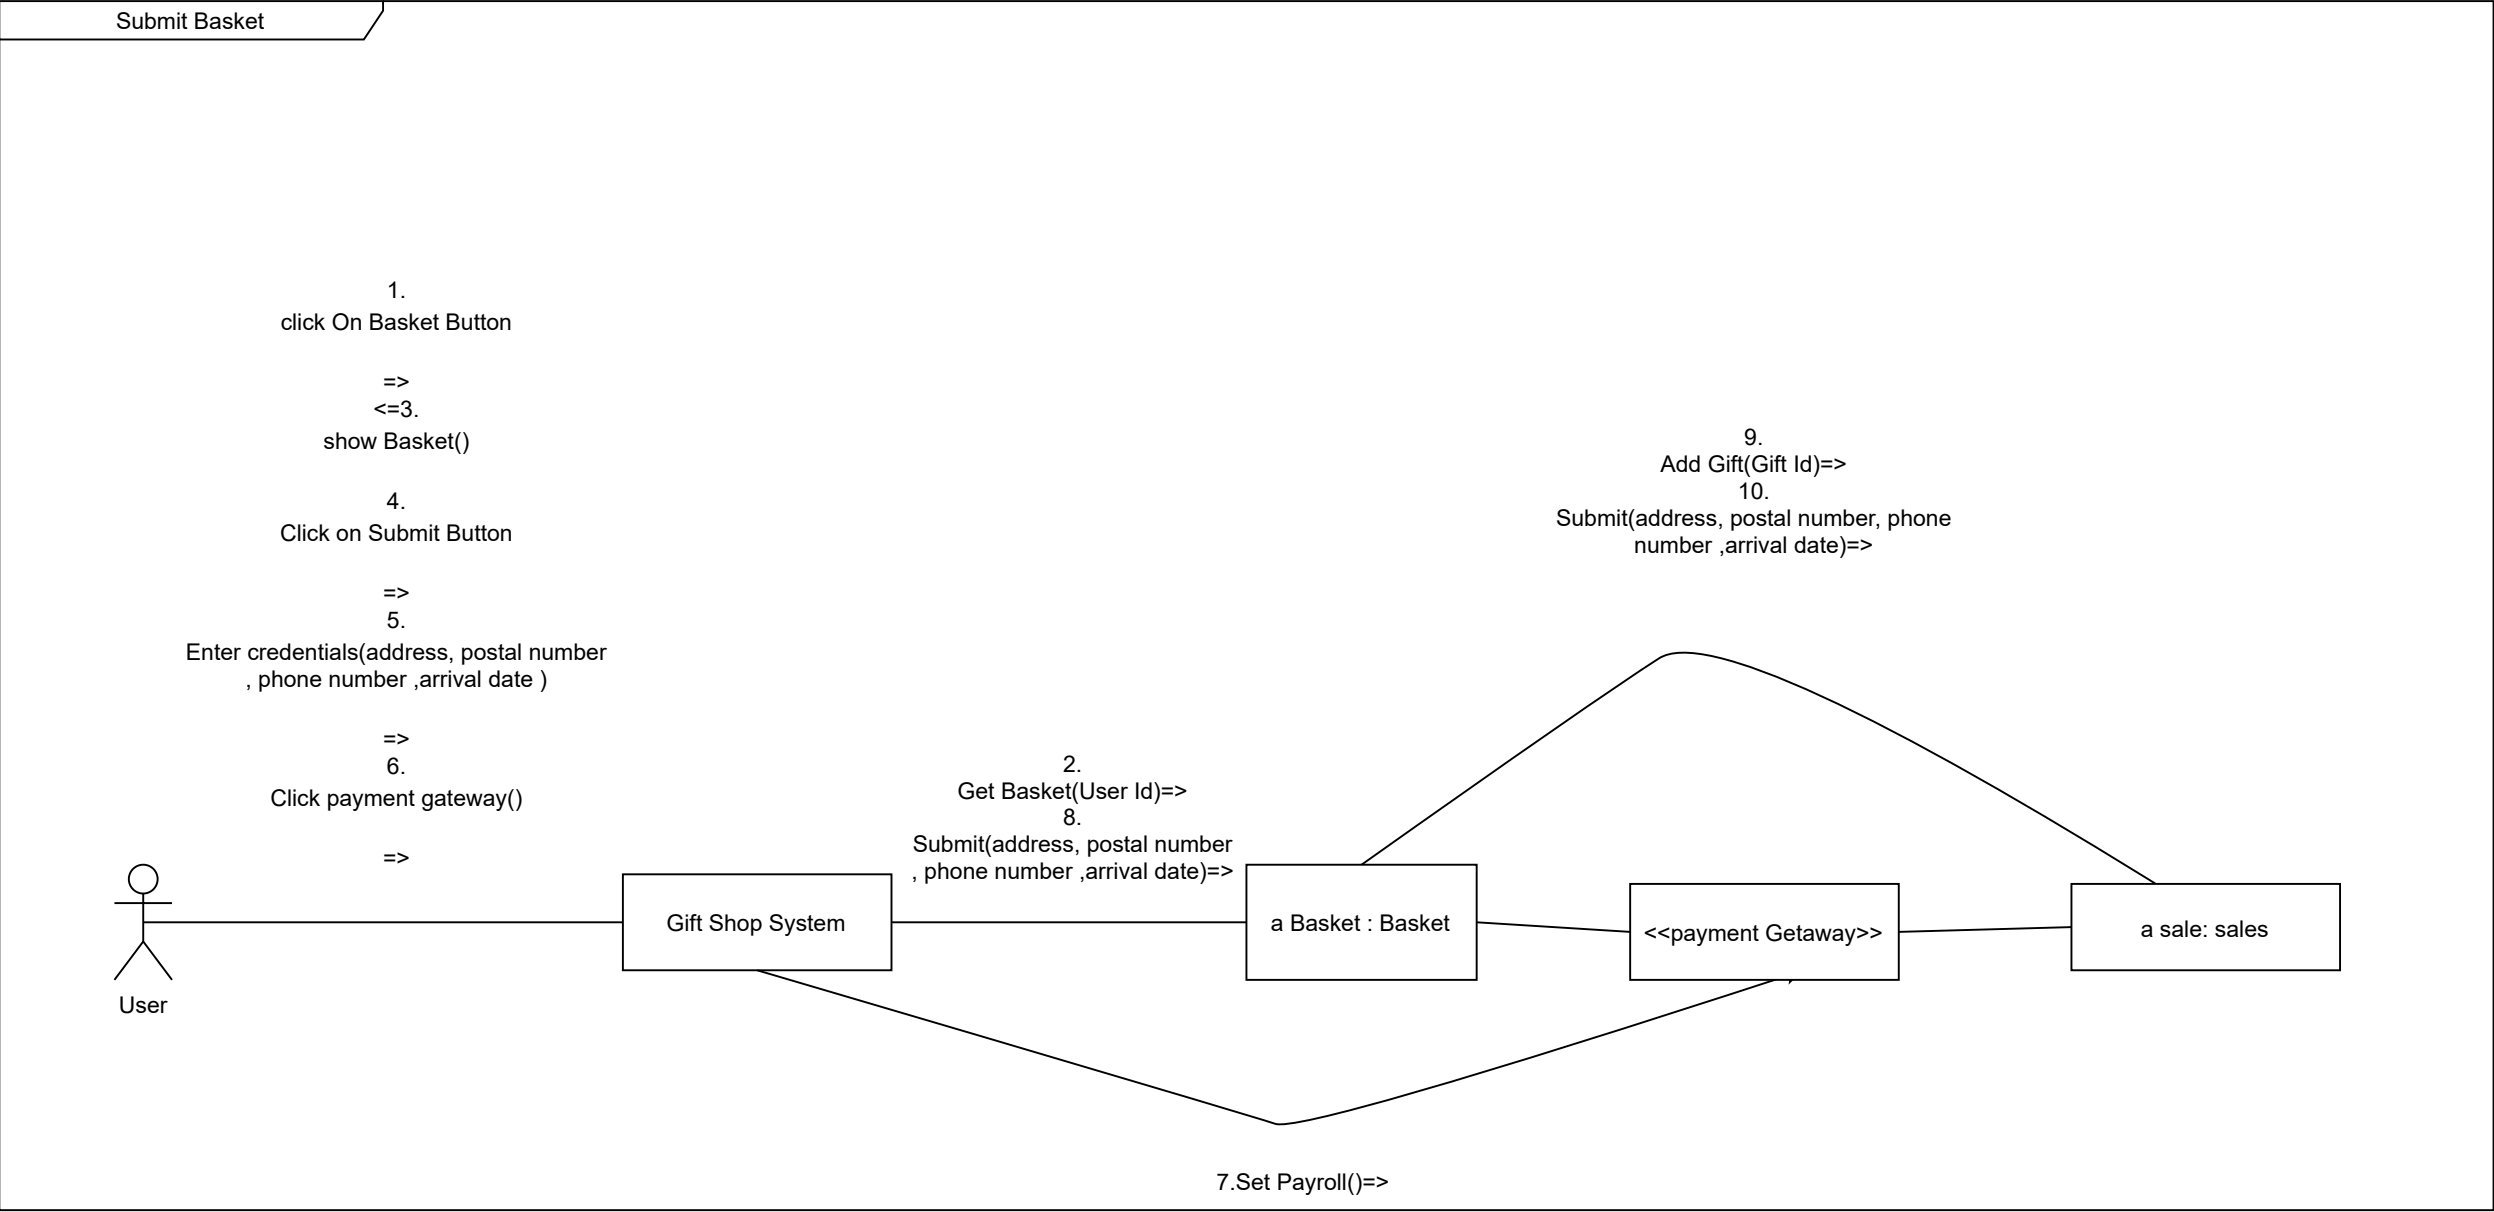 Submit Basket
1.
click On Basket Button
=>
<=3.
show Basket()
4.
Click on Submit Button
=>
5.
Enter credentials(address, postal number
, phone number ,arrival date )
=>
6.
Click payment gateway()
=>
9.
Add Gift(Gift Id)=>
10.
Submit(address, postal number, phone
number ,arrival date)=>
2.
Get Basket(User Id)=>
8.
Submit(address, postal number
, phone number ,arrival date)=>
User
Gift Shop System
a Basket : Basket
<<payment Getaway>>
a sale: sales
7.Set Payroll()=>